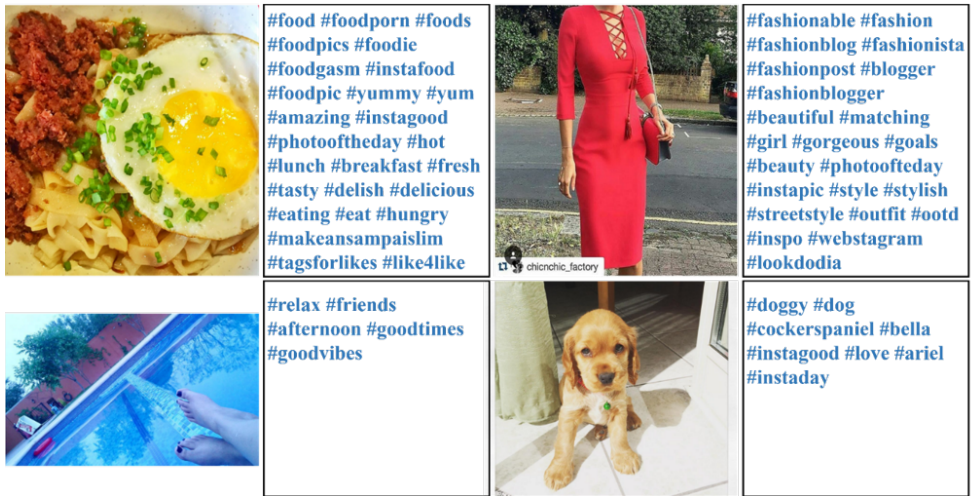 #food #foodporn #foods
#foodpics #foodie
#foodgasm #instafood
#foodpic #yummy #yum
#amazing #instagood
#photooftheday #hot
#lunch #breakfast #fresh
#tasty #delish #delicious
#eating #eat #hungry
#makeansampaislim
#tagsforlikes #like4like
chicnchic_factory
#fashionable #fashion
#fashionblog #fashionista
#fashionpost #blogger
#fashionblogger
#beautiful #matching
#girl #gorgeous #goals
#beauty #photoofteday
#instapic #style #stylish
#streetstyle #outfit #ootd
#inspo #webstagram
#lookdodia
#relax #friends
#afternoon #goodtimes
#goodvibes
#doggy #dog
#cockerspaniel #bella
#instagood #love #ariel
#instaday